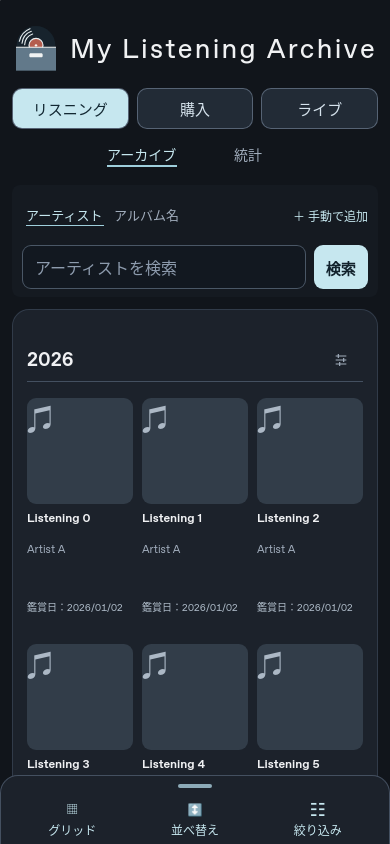 My Listening Archive
リスニング 購入 ライブ
アーカイブ 統計
アーティスト アルバム名 ＋ 手動で追加
アーティストを検索 検索
2026
Listening 0 Listening 1 Listening 2
Artist A Artist A Artist A
鑑賞日：2026/01/02 鑑賞日：2026/01/02 鑑賞日：2026/01/02
Listening 3 Listening 4 Listening 5
グリッド 並べ替え 絞り込み